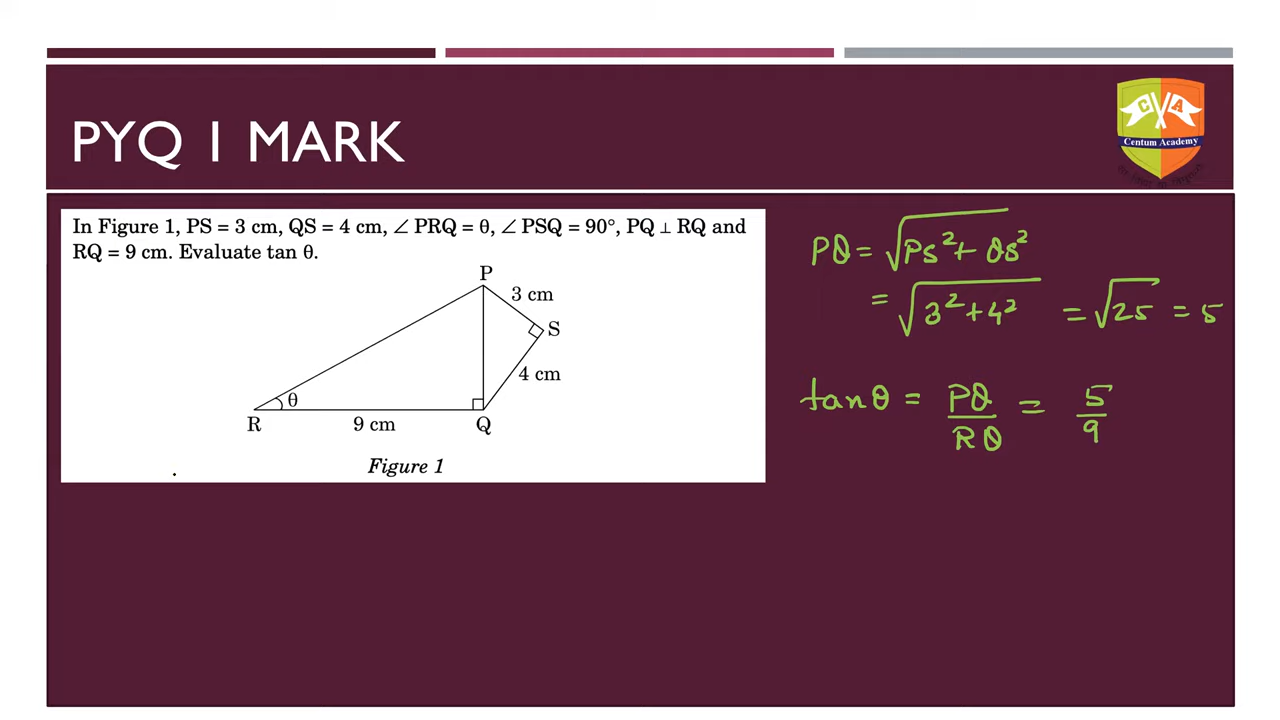 PYQ 1 MARK
Centum Academy
In Figure 1, PS = 3 cm, QS = 4 cm, ∠ PRQ = θ, ∠ PSQ = 90°, PQ ⊥ RQ and
RQ = 9 cm. Evaluate tan θ.
P
3 cm
S
4 cm
θ
R
9 cm
Q
Figure 1
PQ = √(PS² + QS²)
= √(3² + 4²) = √25 = 5
tan θ = PQ/RQ = 5/9